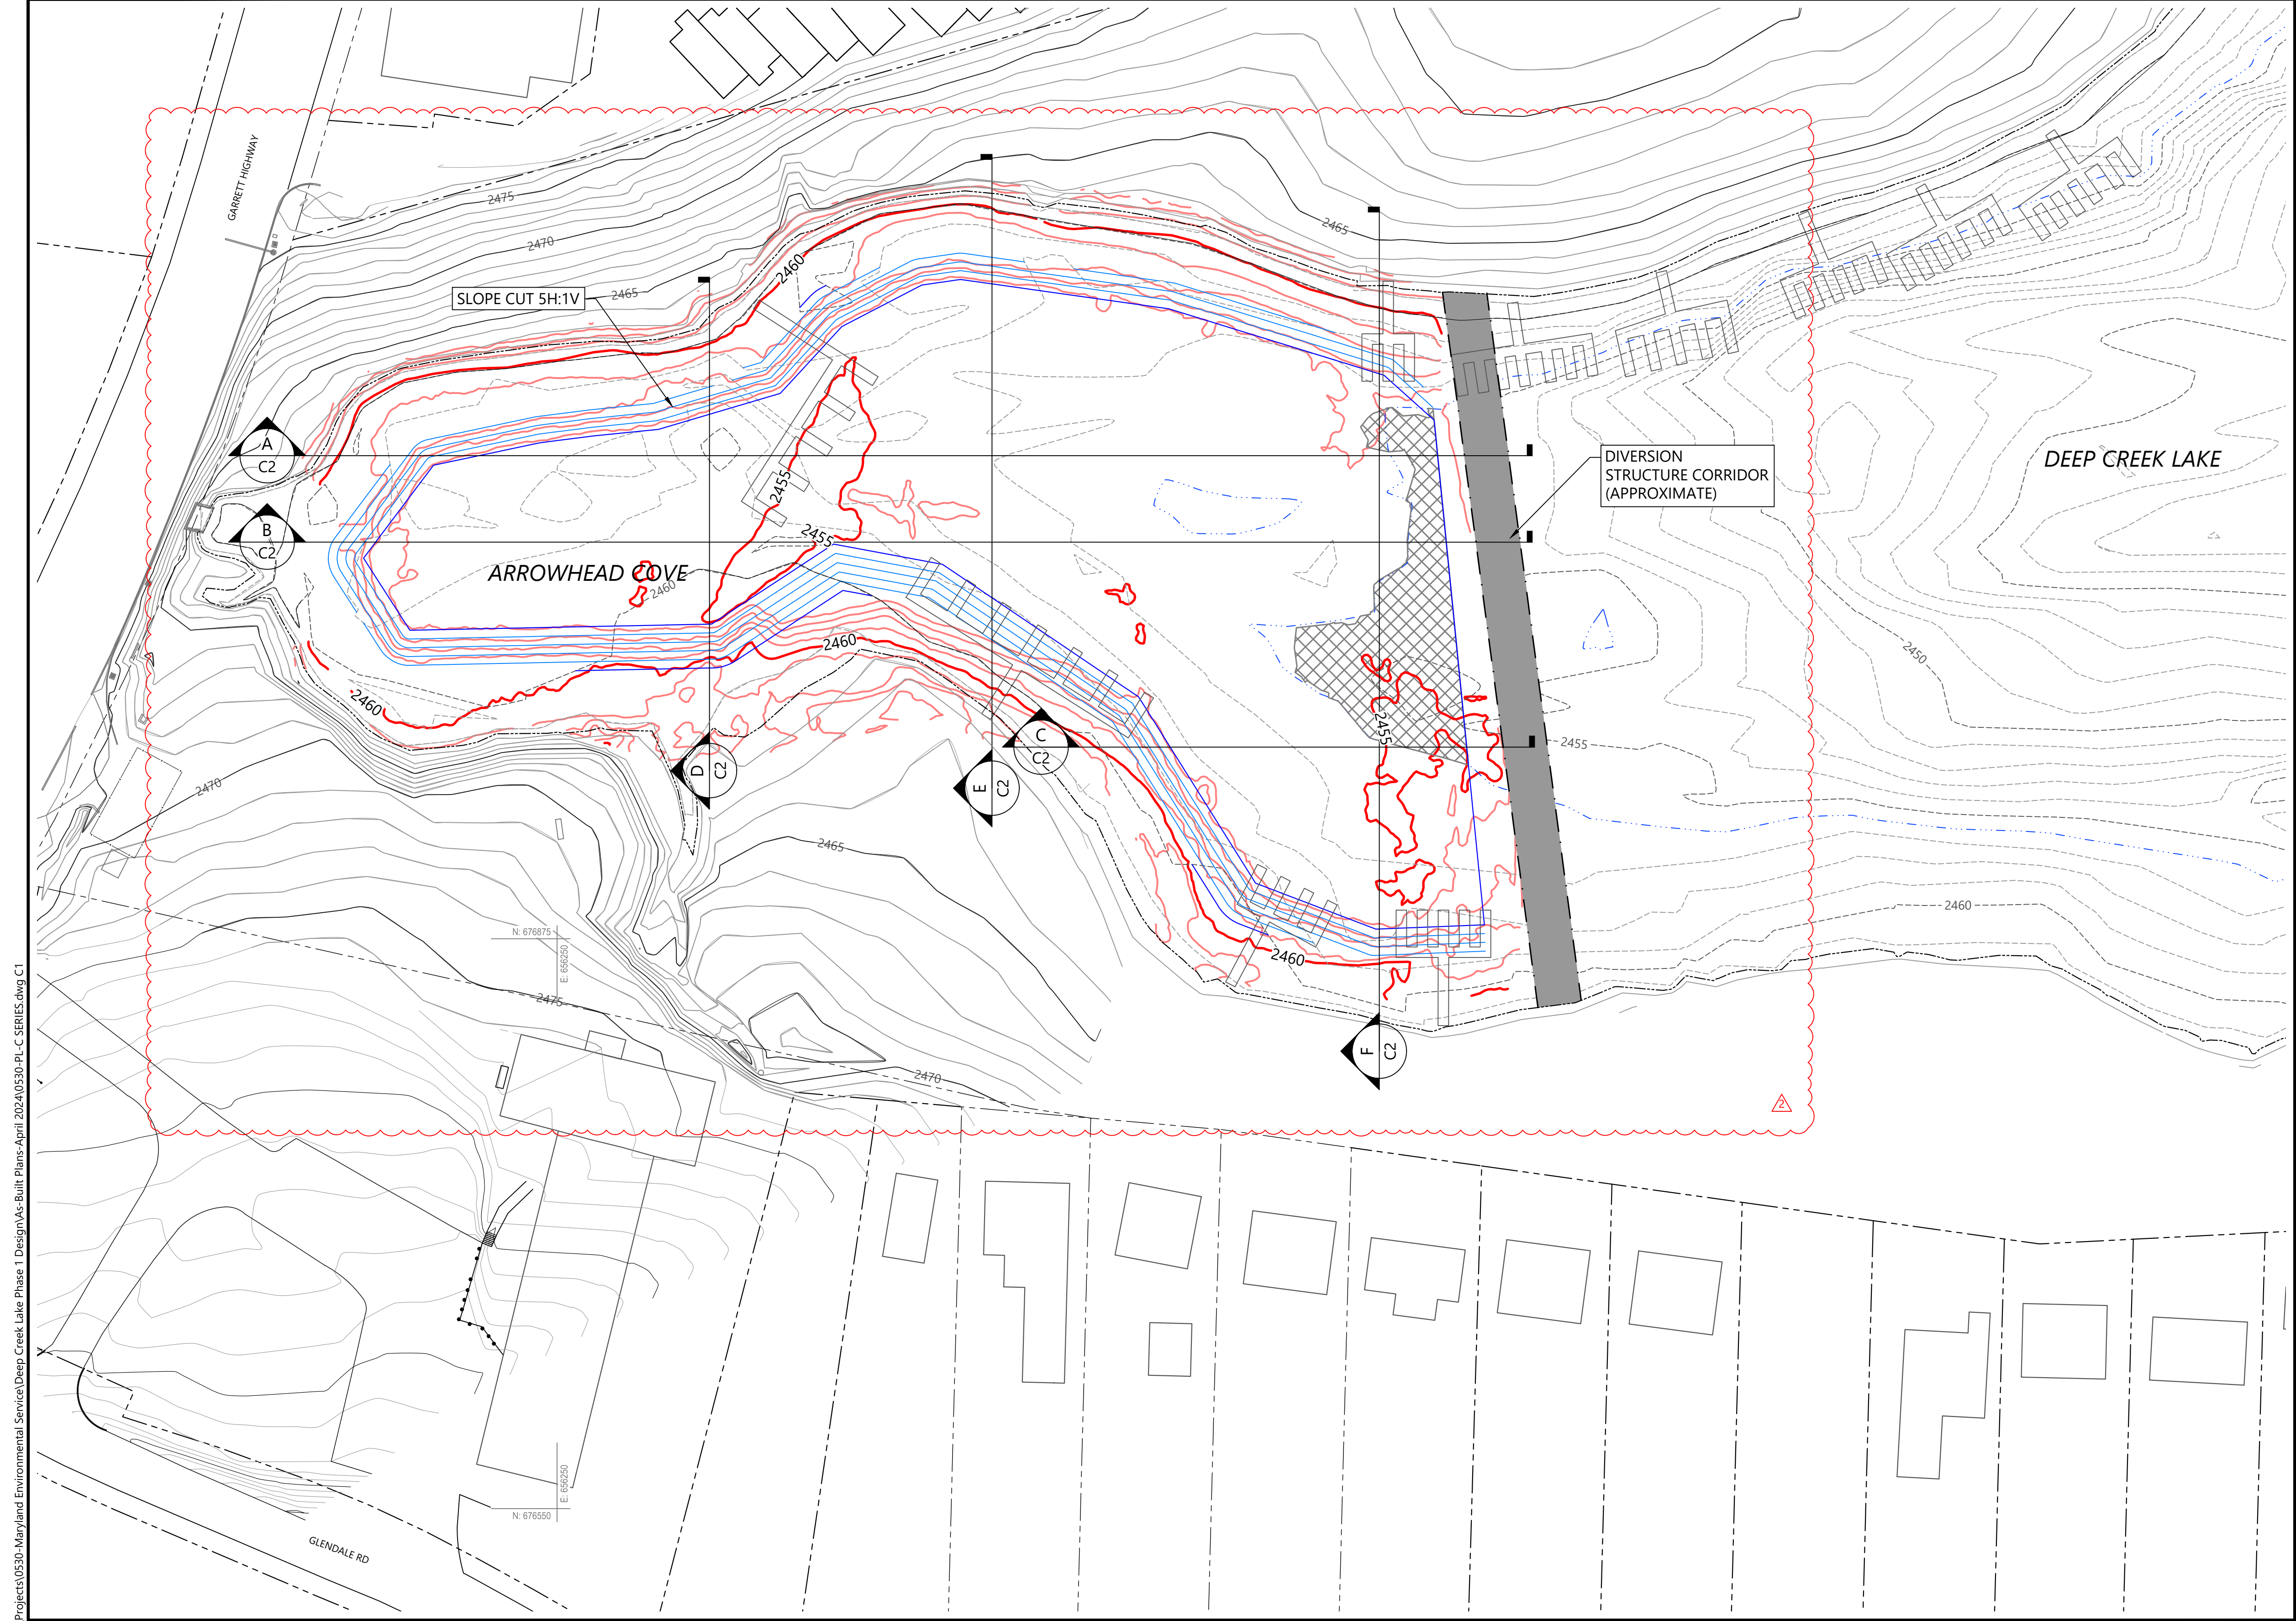 GARRETT HIGHWAY
2475
2470
2465
2465
SLOPE CUT 5H:1V
2460
A
C2
B
C2
2455
2455
DIVERSION
STRUCTURE CORRIDOR
(APPROXIMATE)
DEEP CREEK LAKE
ARROWHEAD COVE
2460
2460
2460
2450
2455
2455
C
C2
D
C2
E
C2
2470
2465
2460
2460
N: 676875
E: 656250
2475
2470
F
C2
2
E: 656250
N: 676550
GLENDALE RD
Projects\0530-Maryland Environmental Service\Deep Creek Lake Phase 1 Design\As-Built Plans-April 2024\0530-PL-C SERIES.dwg C1